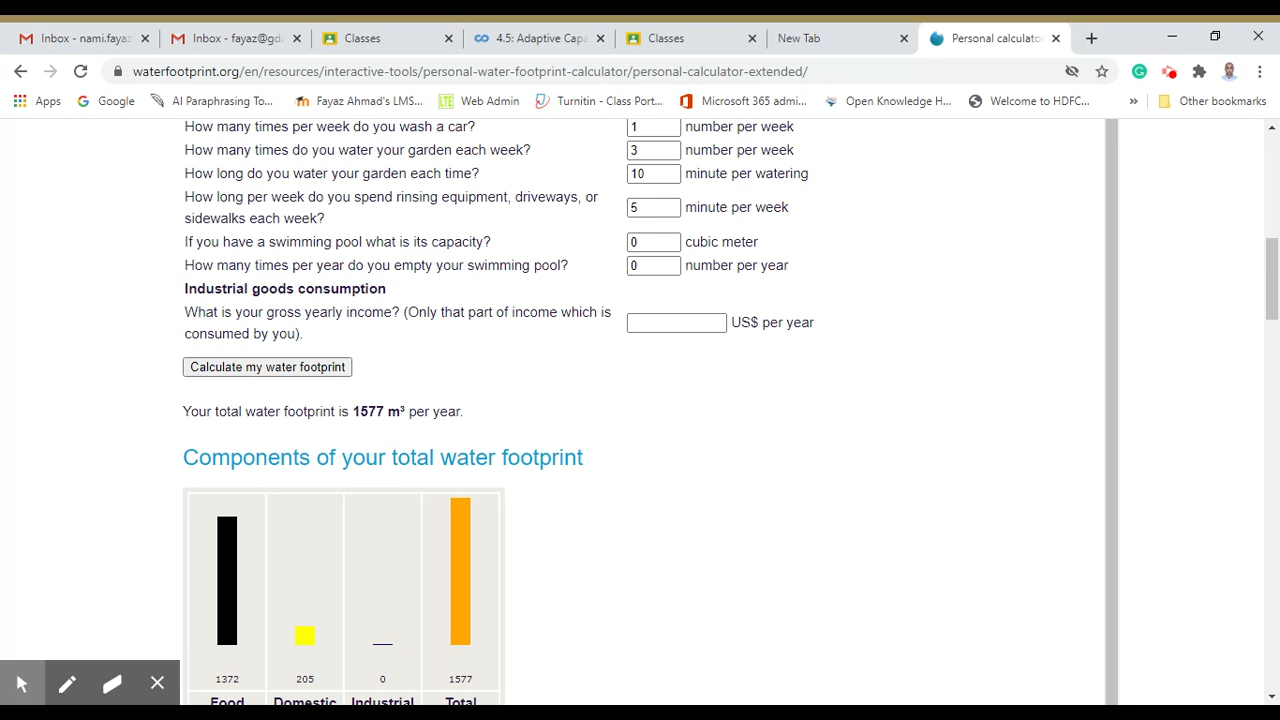 Inbox - nami.fayaz
Inbox - fayaz@gd
Classes
4.5: Adaptive Capa
Classes
New Tab
Personal calculator
waterfootprint.org/en/resources/interactive-tools/personal-water-footprint-calculator/personal-calculator-extended/
Apps
Google
AI Paraphrasing To...
Fayaz Ahmad's LMS...
LTE Web Admin
Turnitin - Class Port...
Microsoft 365 admi...
Open Knowledge H...
Welcome to HDFC...
»
Other bookmarks
How many times per week do you wash a car? 1 number per week
How many times do you water your garden each week? 3 number per week
How long do you water your garden each time? 10 minute per watering
How long per week do you spend rinsing equipment, driveways, or
sidewalks each week? 5 minute per week
If you have a swimming pool what is its capacity? 0 cubic meter
How many times per year do you empty your swimming pool? 0 number per year
Industrial goods consumption
What is your gross yearly income? (Only that part of income which is
consumed by you). US$ per year
Calculate my water footprint
Your total water footprint is 1577 m³ per year.
Components of your total water footprint
1372 205 0 1577
Food Domestic Industrial Total